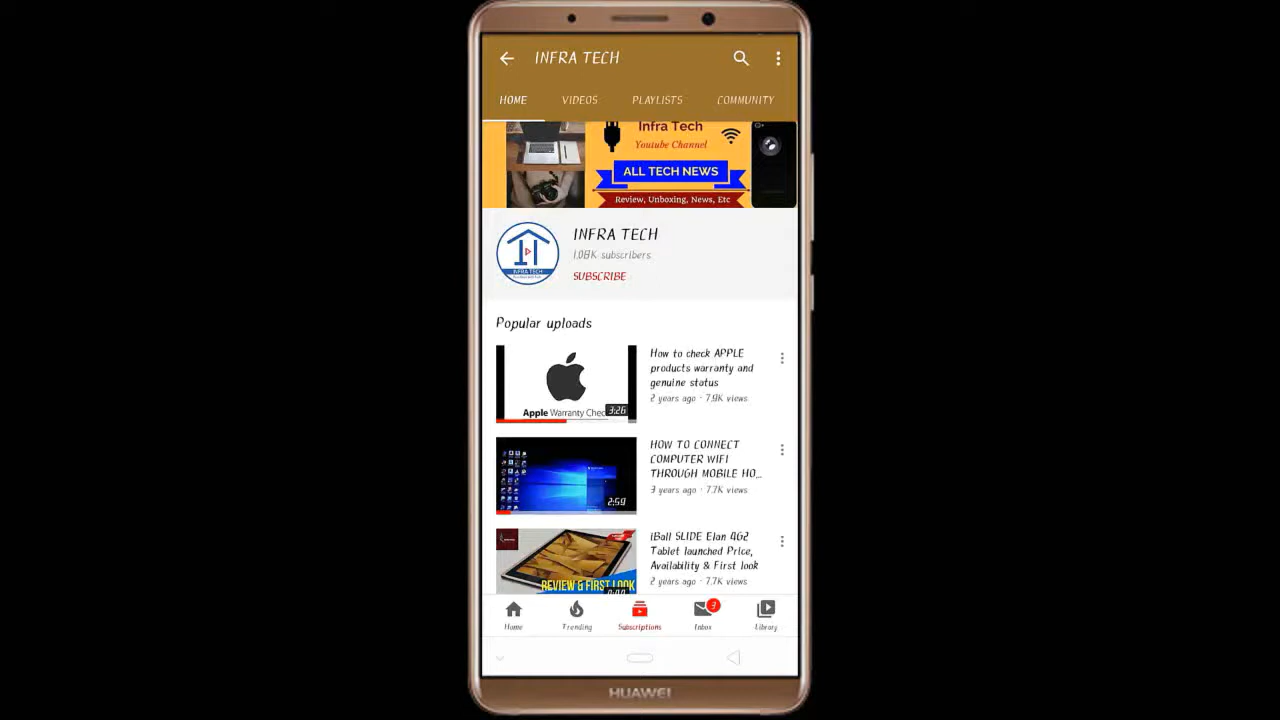 INFRA TECH
HOME VIDEOS PLAYLISTS COMMUNITY
Infra Tech
Youtube Channel
ALL TECH NEWS
Review, Unboxing, News, Etc
INFRA TECH
1.08K subscribers
SUBSCRIBE
INFRA TECH
Popular uploads
How to check APPLE
products warranty and
genuine status
2 years ago · 7.9K views
Apple Warranty Chec
3:26
HOW TO CONNECT
COMPUTER WIFI
THROUGH MOBILE HO...
3 years ago · 7.7K views
2:59
iBall SLIDE Elan 4G2
Tablet launched Price,
Availability & First look
2 years ago · 7.7K views
REVIEW & FIRST LOOK
Home Trending Subscriptions Inbox Library
3
HUAWEI